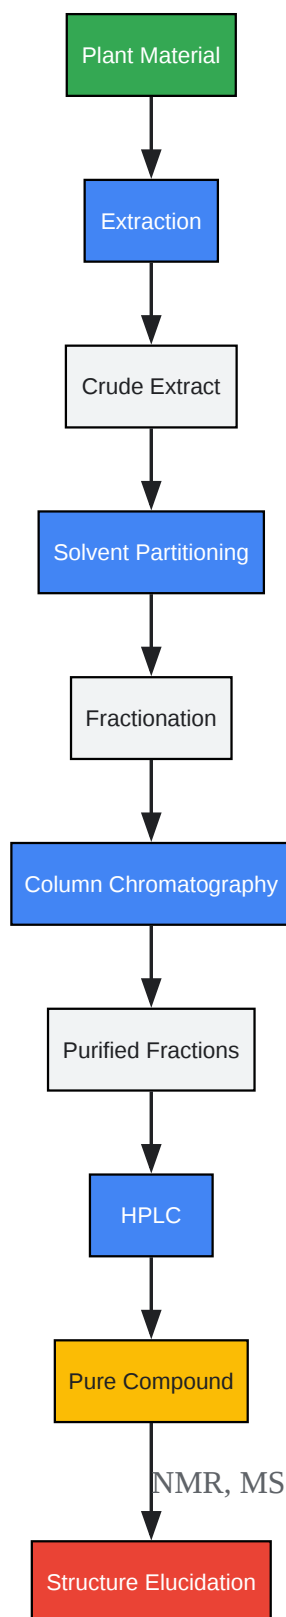 Plant Material
Extraction
Crude Extract
Solvent Partitioning
Fractionation
Column Chromatography
Purified Fractions
HPLC
Pure Compound
NMR, MS
Structure Elucidation